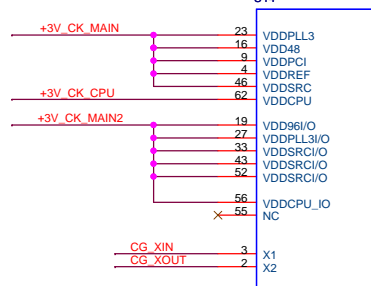 +3V_CK_MAIN 23 VDDPLL3
16 VDD48
9 VDDPCI
4 VDDREF
46 VDDSRC
+3V_CK_CPU 62 VDDCPU
+3V_CK_MAIN2 19 VDD96I/O
27 VDDPLL3I/O
33 VDDSRCI/O
43 VDDSRCI/O
52 VDDSRCI/O
56 VDDCPU_IO
55 NC
CG_XIN 3 X1
CG_XOUT 2 X2